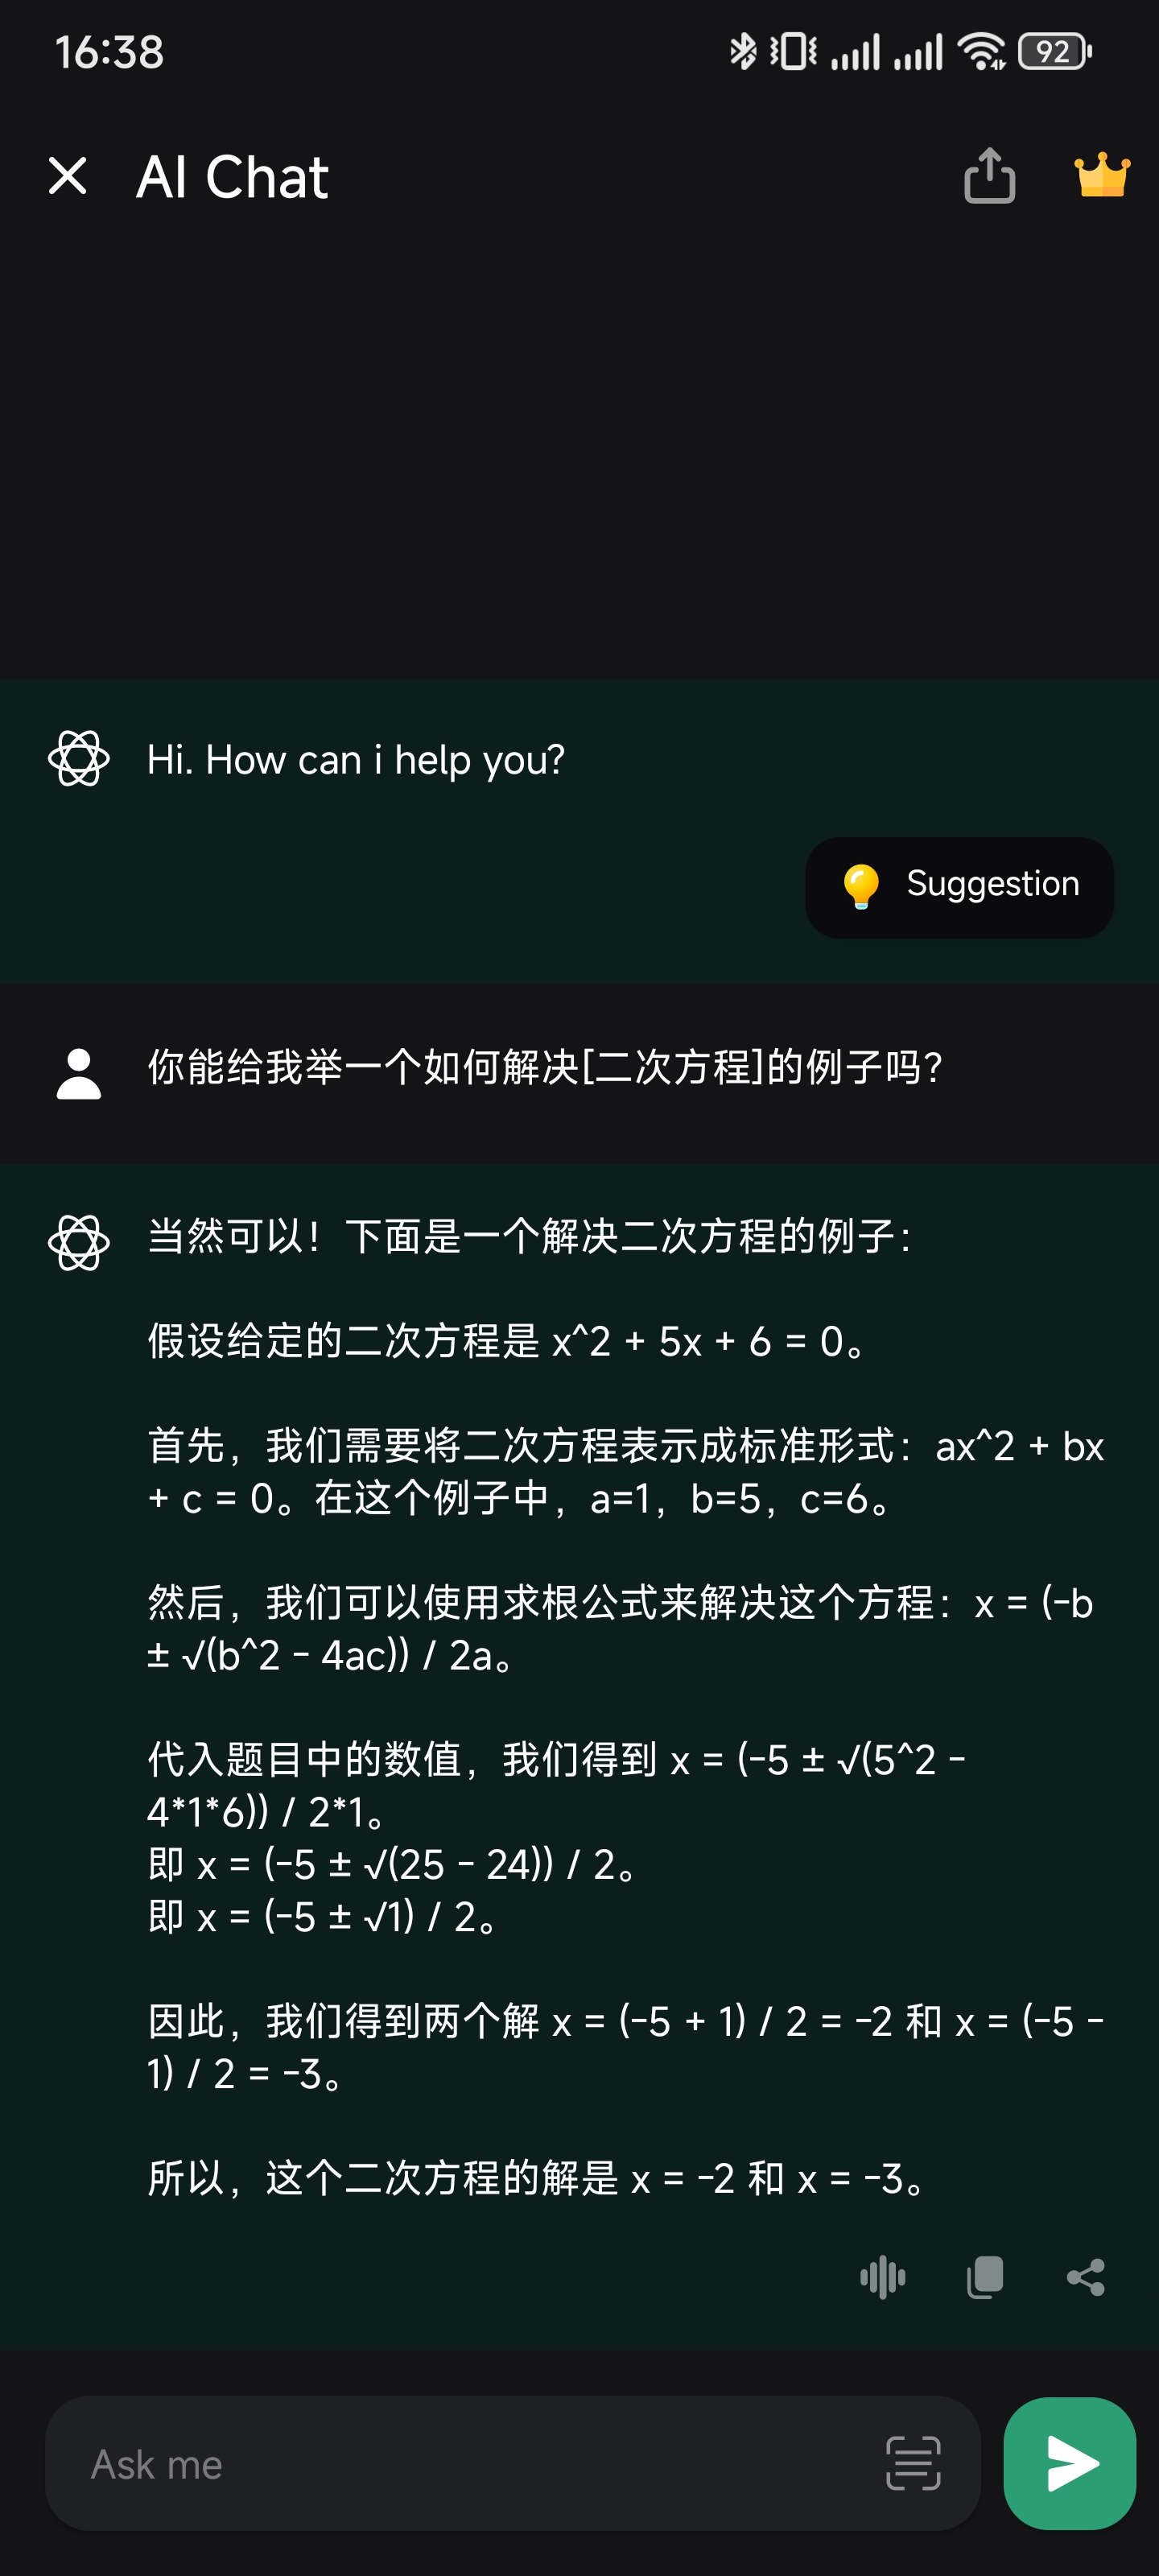 16:38
92
AI Chat
Hi. How can i help you?
Suggestion
你能给我举一个如何解决[二次方程]的例子吗？
当然可以！下面是一个解决二次方程的例子：
假设给定的二次方程是 x^2 + 5x + 6 = 0。
首先，我们需要将二次方程表示成标准形式：ax^2 + bx
+ c = 0。在这个例子中，a=1，b=5，c=6。
然后，我们可以使用求根公式来解决这个方程：x = (-b
± √(b^2 - 4ac)) / 2a。
代入题目中的数值，我们得到 x = (-5 ± √(5^2 -
4*1*6)) / 2*1。
即 x = (-5 ± √(25 - 24)) / 2。
即 x = (-5 ± √1) / 2。
因此，我们得到两个解 x = (-5 + 1) / 2 = -2 和 x = (-5 -
1) / 2 = -3。
所以，这个二次方程的解是 x = -2 和 x = -3。
Ask me